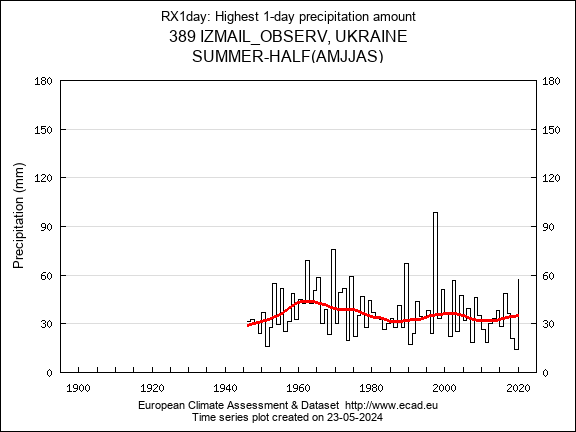 RX1day: Highest 1-day precipitation amount
389 IZMAIL_OBSERV, UKRAINE
SUMMER-HALF(AMJJAS)
180 180
150 150
120 120
90 90
60 60
30 30
0 0
Precipitation (mm)
1900 1920 1940 1960 1980 2000 2020
European Climate Assessment & Dataset http://www.ecad.eu
Time series plot created on 23-05-2024